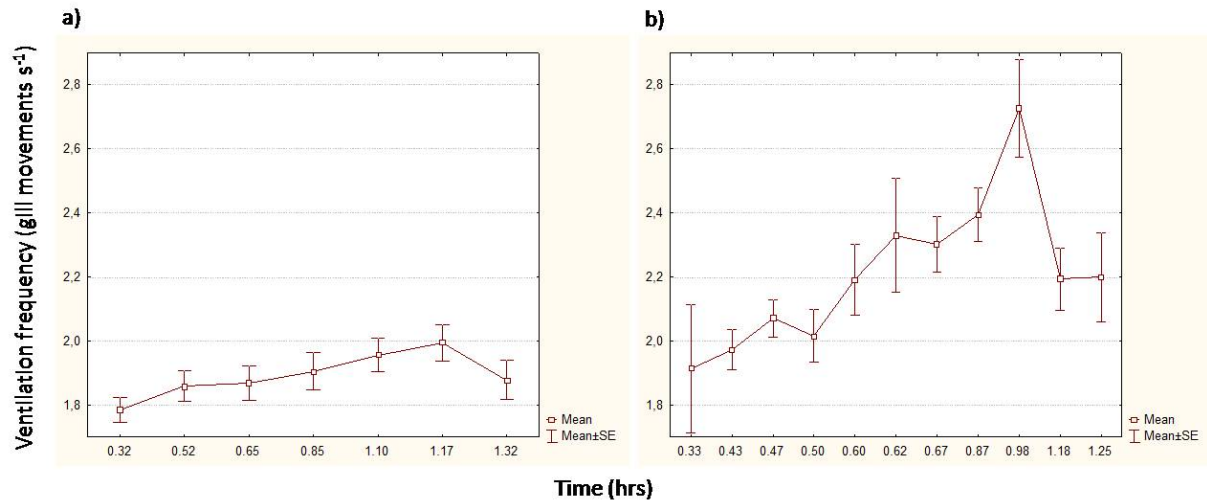 a)
b)
Ventilation frequency (gill movements s-1)
2,8
2,6
2,4
2,2
2,0
1,8
0.32 0.52 0.65 0.85 1.10 1.17 1.32
Mean
Mean±SE
2,8
2,6
2,4
2,2
2,0
1,8
0.33 0.43 0.47 0.50 0.60 0.62 0.67 0.87 0.98 1.18 1.25
Mean
Mean±SE
Time (hrs)